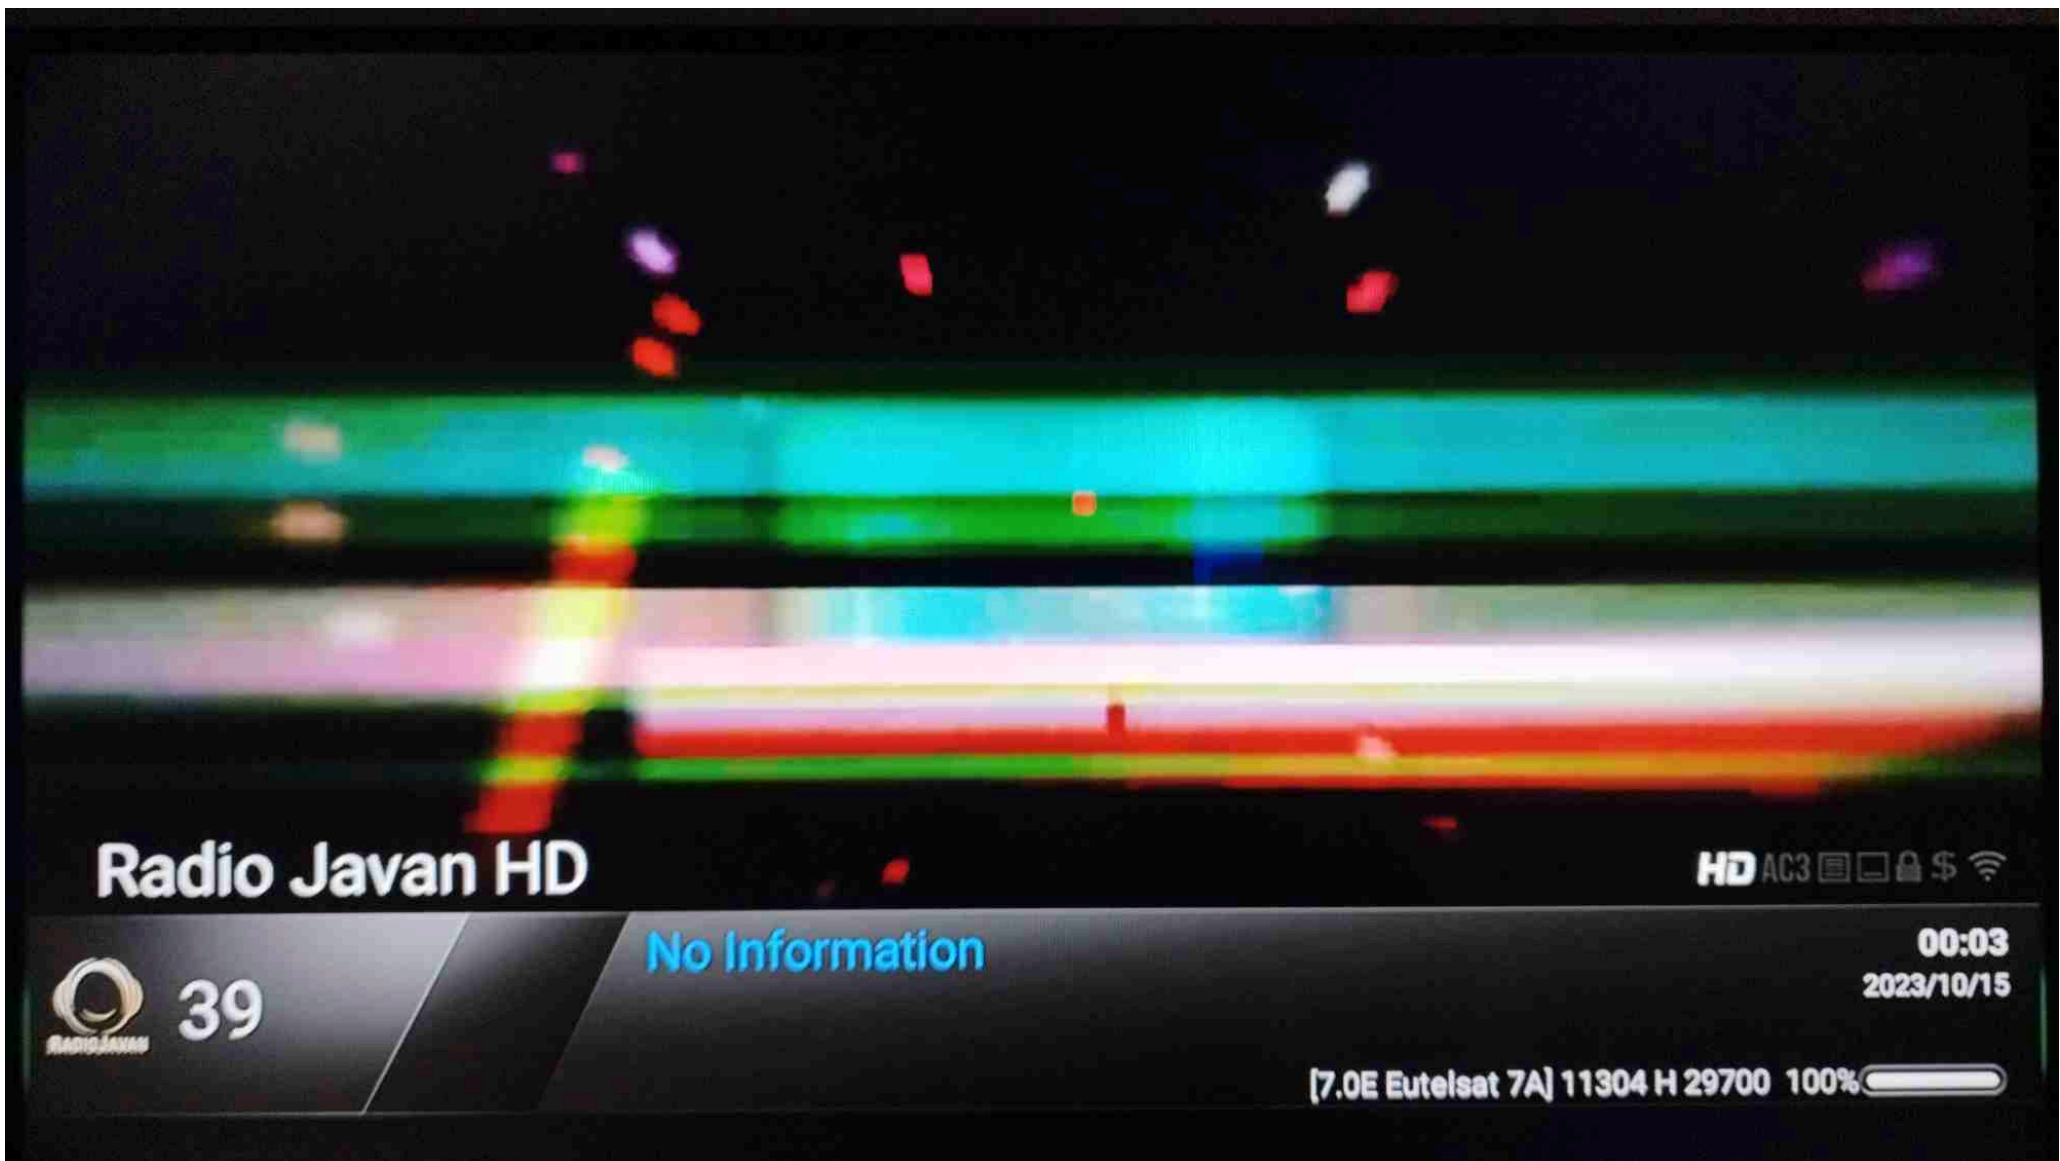 Radio Javan HD
HD AC3 $
No Information
00:03
2023/10/15
RADIOJAVAN
39
[7.0E Eutelsat 7A] 11304 H 29700 100%